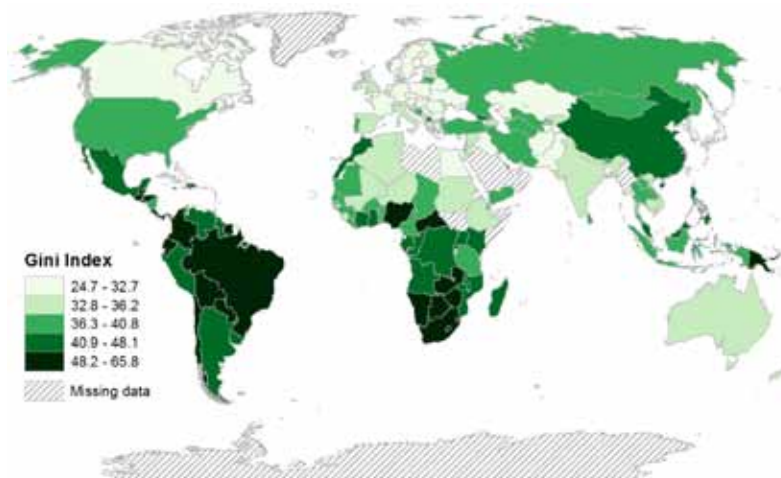 Gini Index
24.7 - 32.7
32.8 - 36.2
36.3 - 40.8
40.9 - 48.1
48.2 - 65.8
Missing data